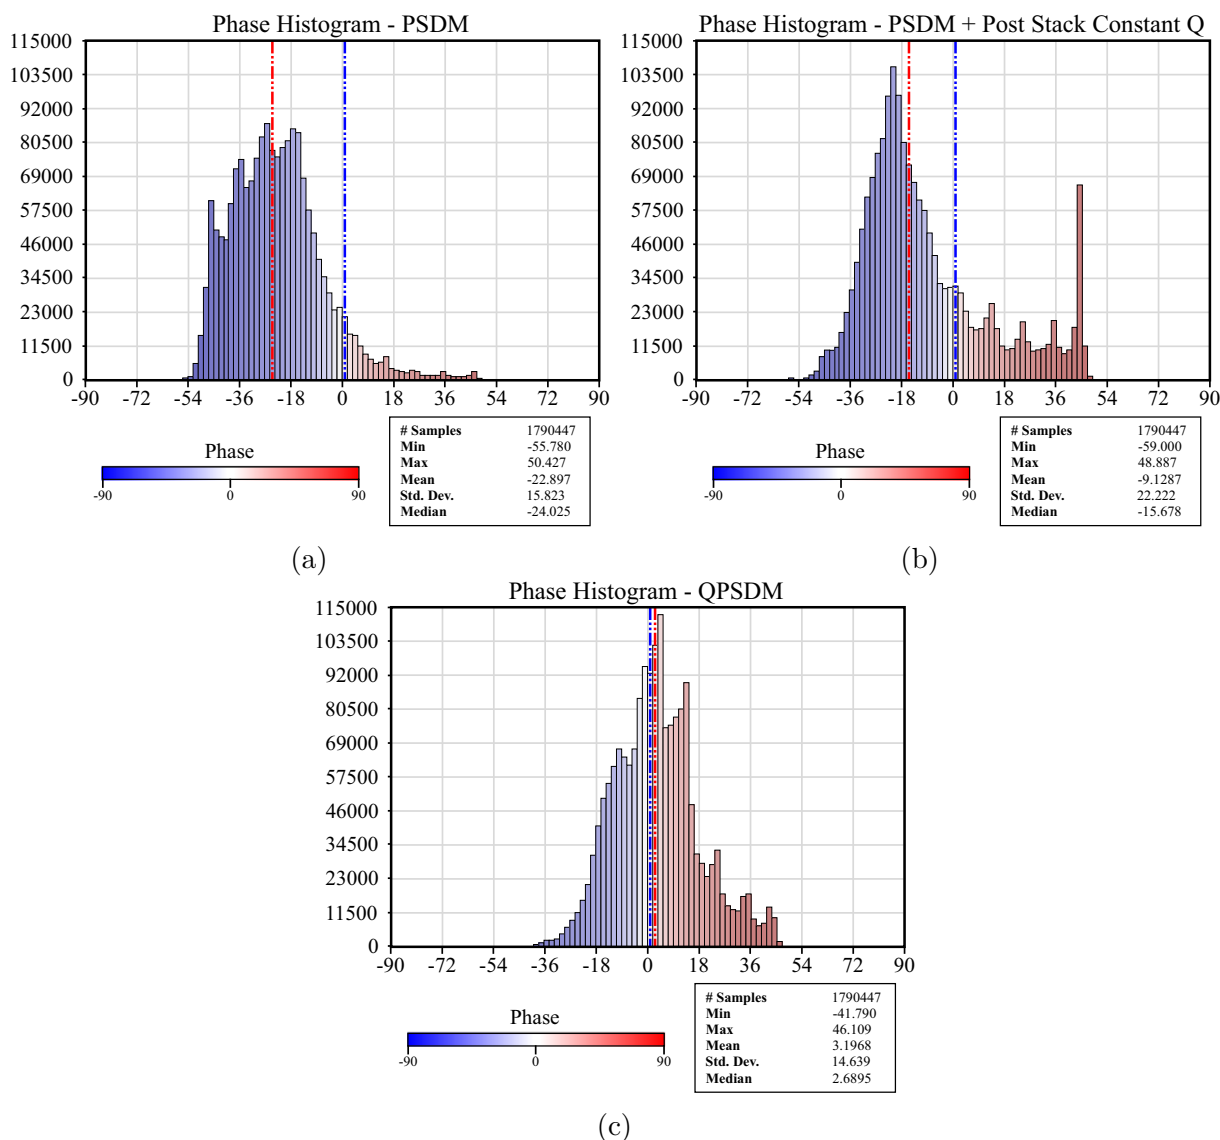 Phase Histogram - PSDM
115000
103500
92000
80500
69000
57500
46000
34500
23000
11500
0
-90 -72 -54 -36 -18 0 18 36 54 72 90
Phase
-90 0 90
# Samples 1790447
Min -55.780
Max 50.427
Mean -22.897
Std. Dev. 15.823
Median -24.025
(a)
Phase Histogram - PSDM + Post Stack Constant Q
115000
103500
92000
80500
69000
57500
46000
34500
23000
11500
0
-90 -72 -54 -36 -18 0 18 36 54 72 90
Phase
-90 0 90
# Samples 1790447
Min -59.000
Max 48.887
Mean -9.1287
Std. Dev. 22.222
Median -15.678
(b)
Phase Histogram - QPSDM
115000
103500
92000
80500
69000
57500
46000
34500
23000
11500
0
-90 -72 -54 -36 -18 0 18 36 54 72 90
Phase
-90 0 90
# Samples 1790447
Min -41.790
Max 46.109
Mean 3.1968
Std. Dev. 14.639
Median 2.6895
(c)